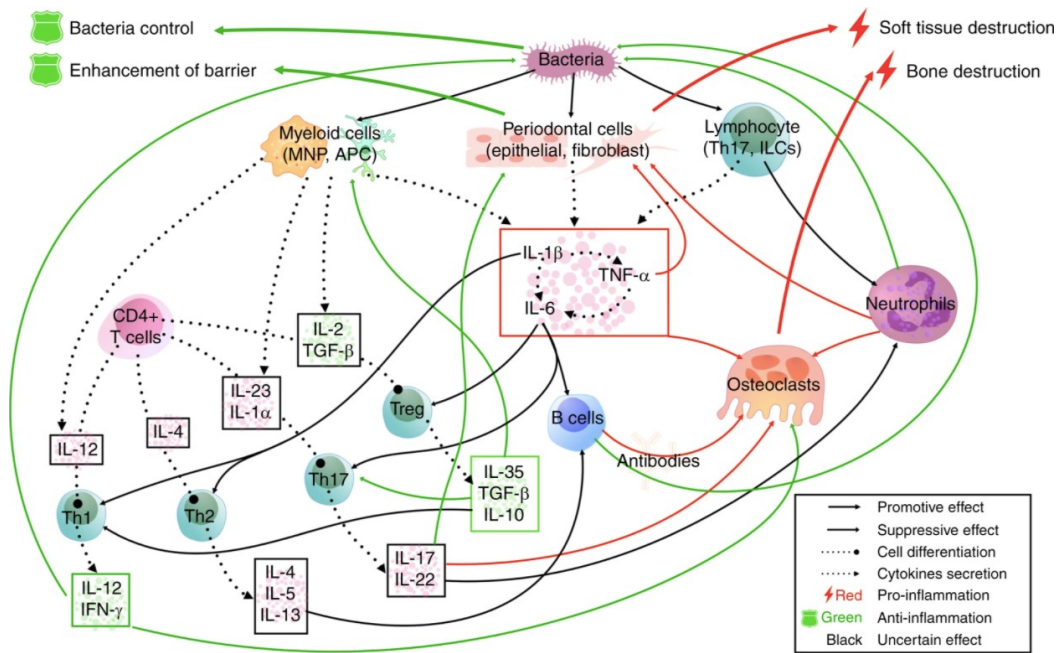 Bacteria control
Enhancement of barrier
Bacteria
Soft tissue destruction
Bone destruction
Myeloid cells
(MNP, APC)
Periodontal cells
(epithelial, fibroblast)
Lymphocyte
(Th17, ILCs)
IL-1β
TNF-α
IL-6
Neutrophils
CD4+
T cells
IL-2
TGF-β
IL-23
IL-1α
Treg
B cells
Osteoclasts
IL-12
IL-4
Antibodies
Th1
Th2
Th17
IL-35
TGF-β
IL-10
IL-17
IL-22
IL-12
IFN-γ
IL-4
IL-5
IL-13
Promotive effect
Suppressive effect
Cell differentiation
Cytokines secretion
Red Pro-inflammation
Green Anti-inflammation
Black Uncertain effect